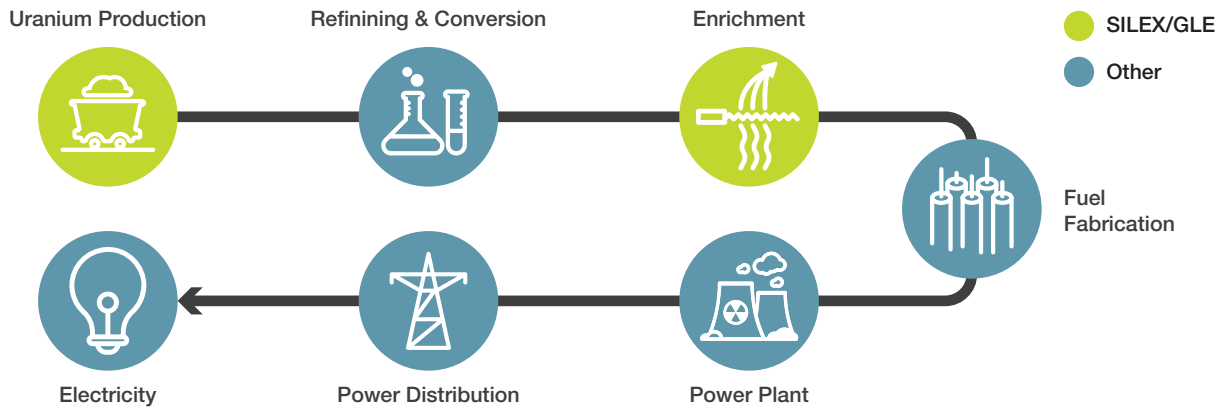 Uranium Production
Refinining & Conversion
Enrichment
SILEX/GLE
Other
Fuel
Fabrication
Electricity
Power Distribution
Power Plant